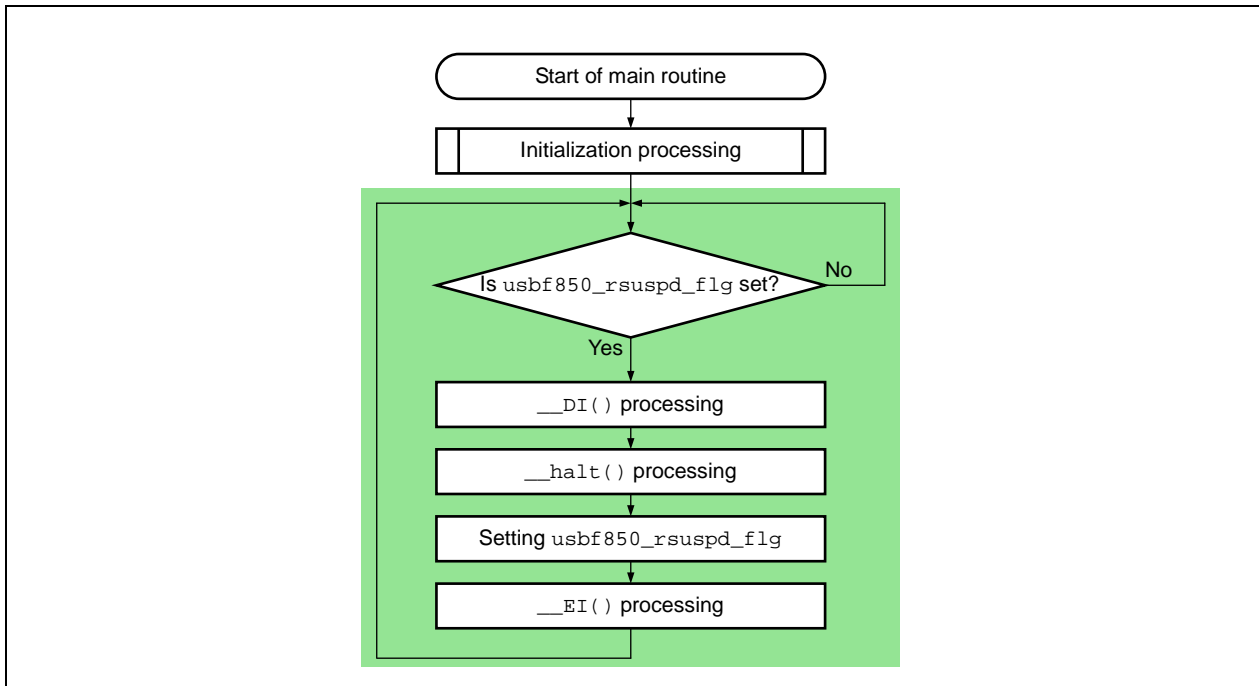 Start of main routine
Initialization processing
Is usbf850_rsuspd_flg set?
No
Yes
__DI() processing
__halt() processing
Setting usbf850_rsuspd_flg
__EI() processing